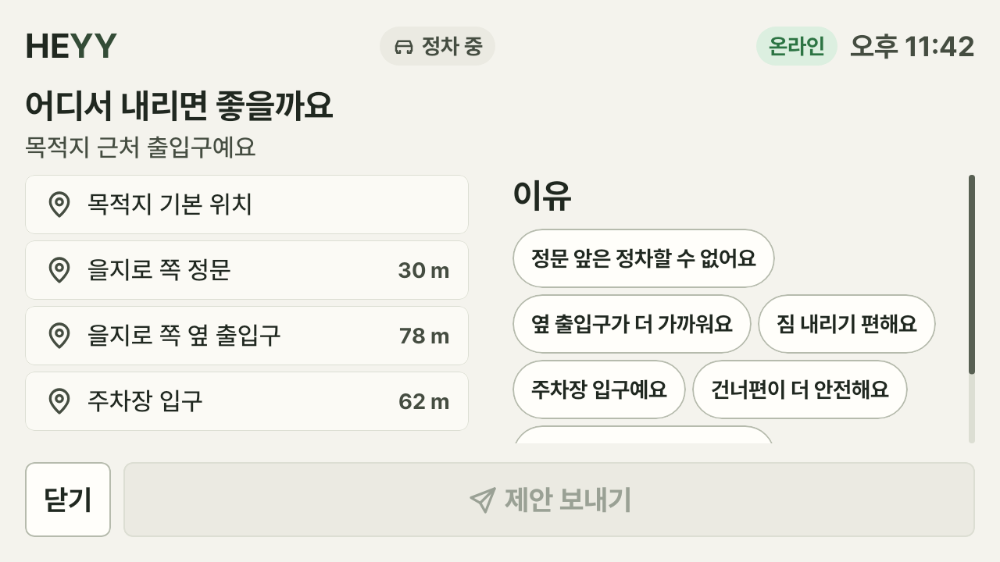 HEYY
정차 중
온라인
오후 11:42
어디서 내리면 좋을까요
목적지 근처 출입구예요
목적지 기본 위치
을지로 쪽 정문 30 m
을지로 쪽 옆 출입구 78 m
주차장 입구 62 m
이유
정문 앞은 정차할 수 없어요
옆 출입구가 더 가까워요
짐 내리기 편해요
주차장 입구예요
건너편이 더 안전해요
닫기
제안 보내기